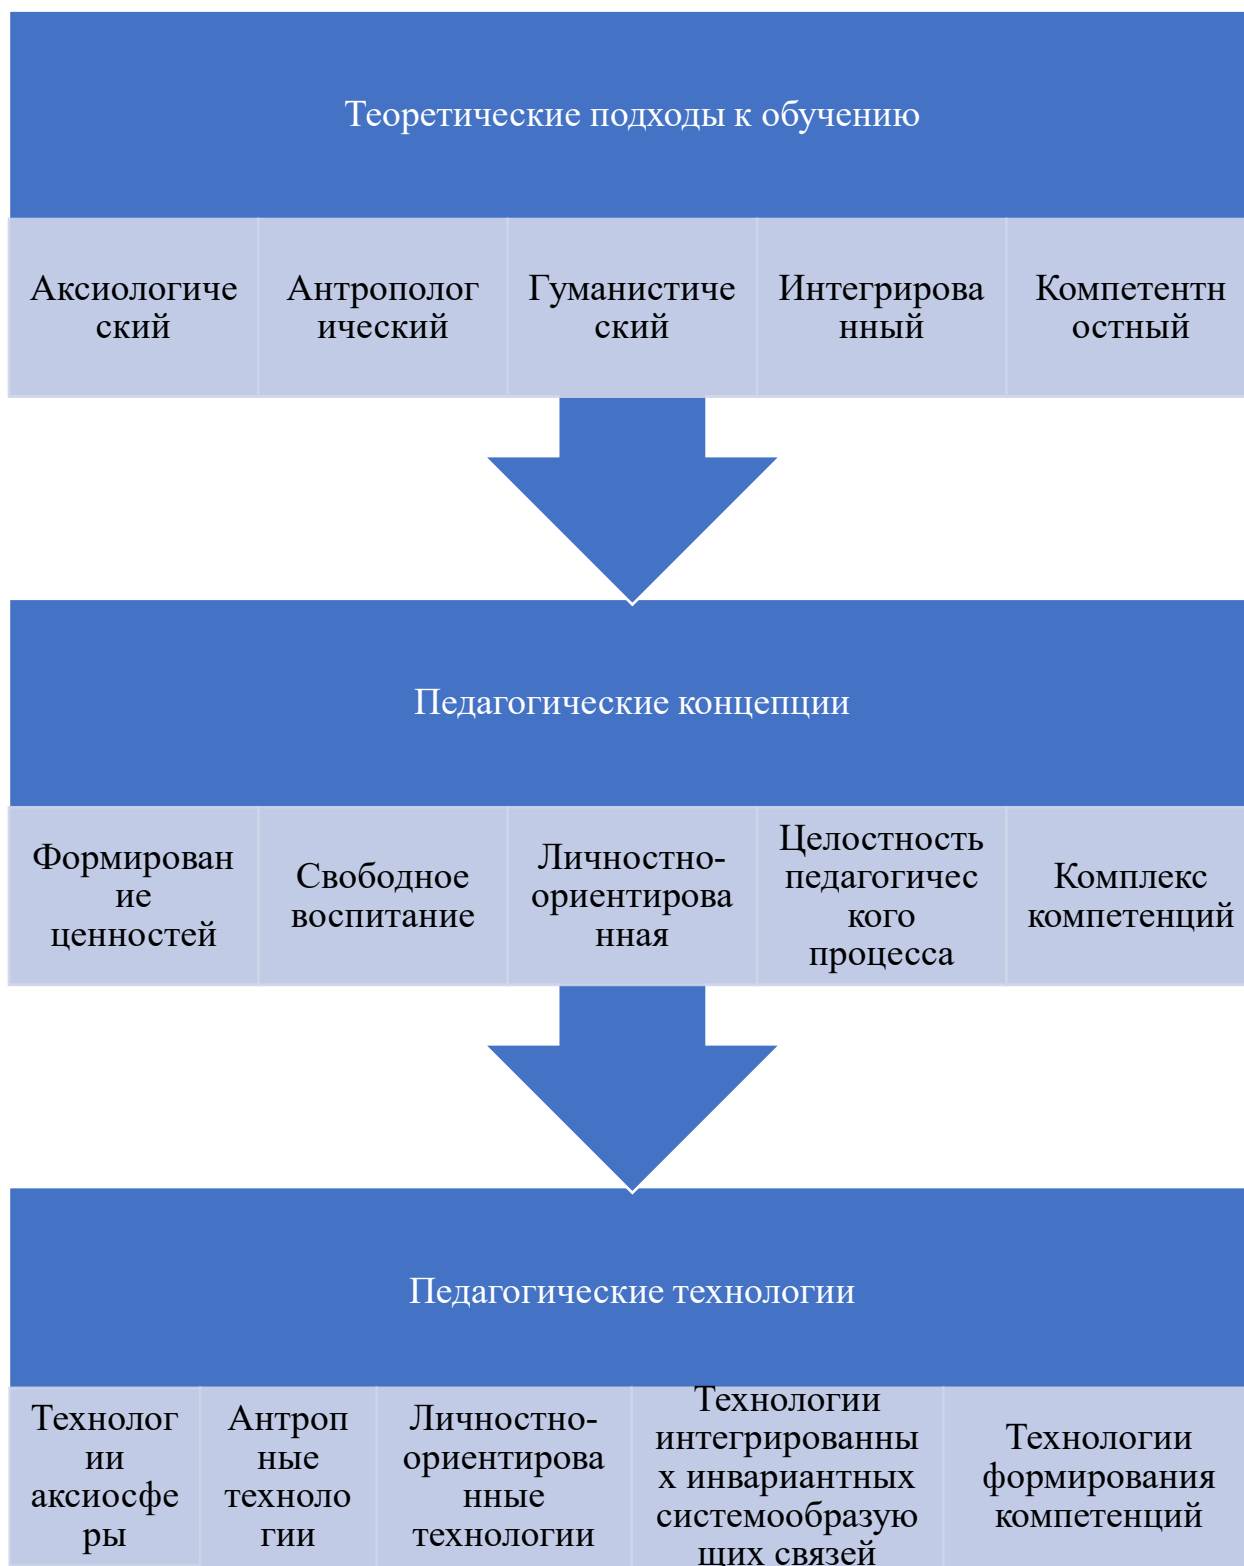 Теоретические подходы к обучению
Аксиологиче
ский
Антрополог
ический
Гуманистиче
ский
Интегрирова
нный
Компетентн
остный
Педагогические концепции
Формирован
ие
ценностей
Свободное
воспитание
Личностно-
ориентирова
нная
Целостность
педагогичес
кого
процесса
Комплекс
компетенций
Педагогические технологии
Технолог
ии
аксиосфе
ры
Антроп
ные
техноло
гии
Личностно-
ориентирова
нные
технологии
Технологии
интегрированны
х инвариантных
системообразую
щих связей
Технологии
формирования
компетенций